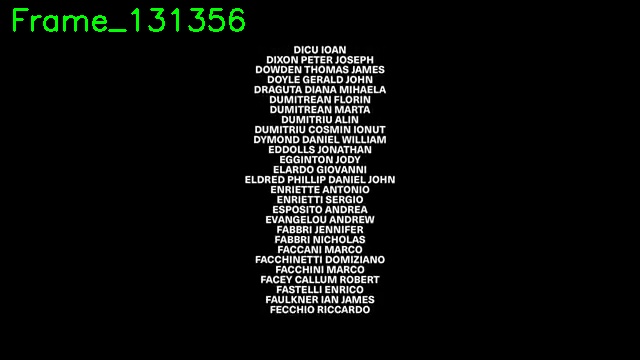 Frame_131356
DICU IOAN
DIXON PETER JOSEPH
DOWDEN THOMAS JAMES
DOYLE GERALD JOHN
DRAGUTA DIANA MIHAELA
DUMITREAN FLORIN
DUMITREAN MARTA
DUMITRIU ALIN
DUMITRIU COSMIN IONUT
DYMOND DANIEL WILLIAM
EDDOLLS JONATHAN
EGGINTON JODY
ELARDO GIOVANNI
ELDRED PHILLIP DANIEL JOHN
ENRIETTE ANTONIO
ENRIETTI SERGIO
ESPOSITO ANDREA
EVANGELOU ANDREW
FABBRI JENNIFER
FABBRI NICHOLAS
FACCANI MARCO
FACCHINETTI DOMIZIANO
FACCHINI MARCO
FACEY CALLUM ROBERT
FASTELLI ENRICO
FAULKNER IAN JAMES
FECCHIO RICCARDO